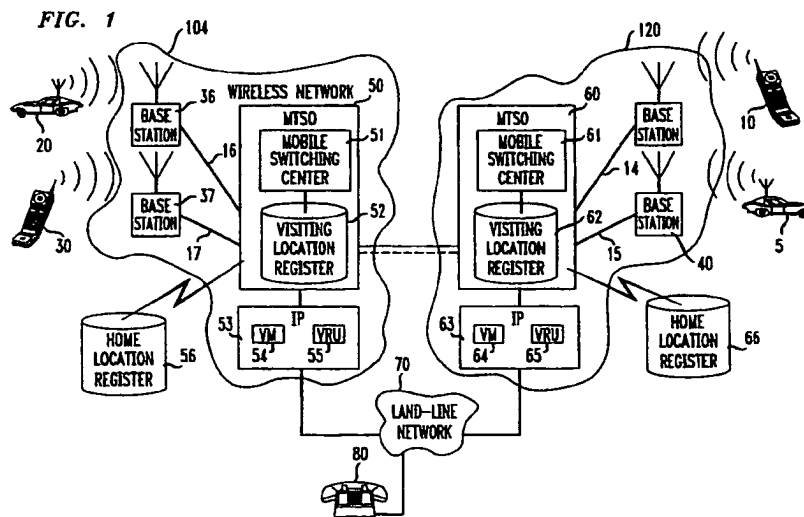 FIG. 1
104
120
WIRELESS NETWORK
50
60
20
BASE STATION
36
16
MTSO
MOBILE SWITCHING CENTER
51
MTSO
MOBILE SWITCHING CENTER
61
14
BASE STATION
10
30
BASE STATION
37
17
VISITING LOCATION REGISTER
52
VISITING LOCATION REGISTER
62
15
BASE STATION
40
5
HOME LOCATION REGISTER
56
53
IP
VM
54
VRU
55
63
IP
VM
64
VRU
65
HOME LOCATION REGISTER
66
70
LAND-LINE NETWORK
80